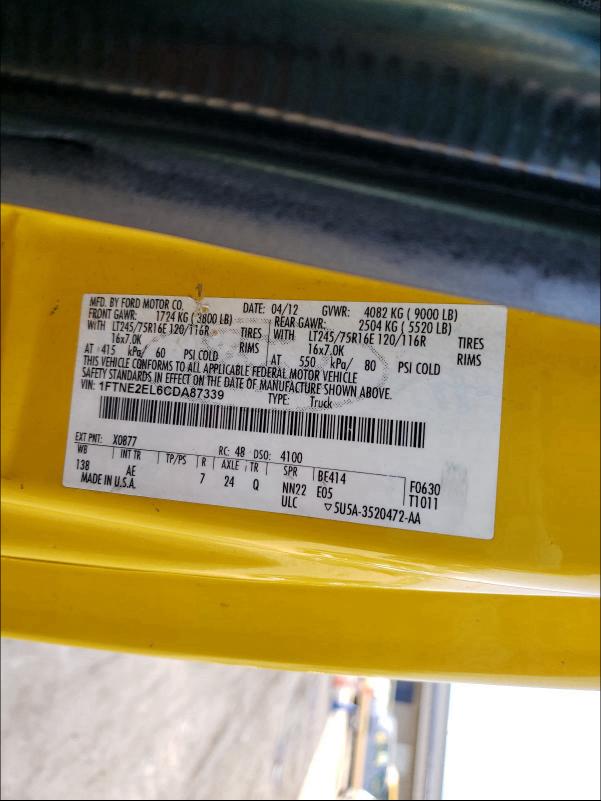 MFD. BY FORD MOTOR CO. DATE: 04/12 GVWR: 4082 KG ( 9000 LB)
FRONT GAWR: 1724 KG ( 3800 LB) REAR GAWR: 2504 KG ( 5520 LB)
WITH LT245/75R16E 120/116R TIRES WITH LT245/75R16E 120/116R TIRES
16x7.0K RIMS 16x7.0K RIMS
AT 415 kPa/ 60 PSI COLD AT 550 kPa/ 80 PSI COLD
THIS VEHICLE CONFORMS TO ALL APPLICABLE FEDERAL MOTOR VEHICLE
SAFETY STANDARDS IN EFFECT ON THE DATE OF MANUFACTURE SHOWN ABOVE.
VIN: 1FTNE2EL6CDA87339 TYPE: Truck
EXT PNT: X0877 RC: 48 DSO: 4100
WB INT TR TP/PS R AXLE TR SPR BE414 F0630
138 AE 7 24 Q NN22 E05 T1011
MADE IN U.S.A. ULC ▽5U5A-3520472-AA